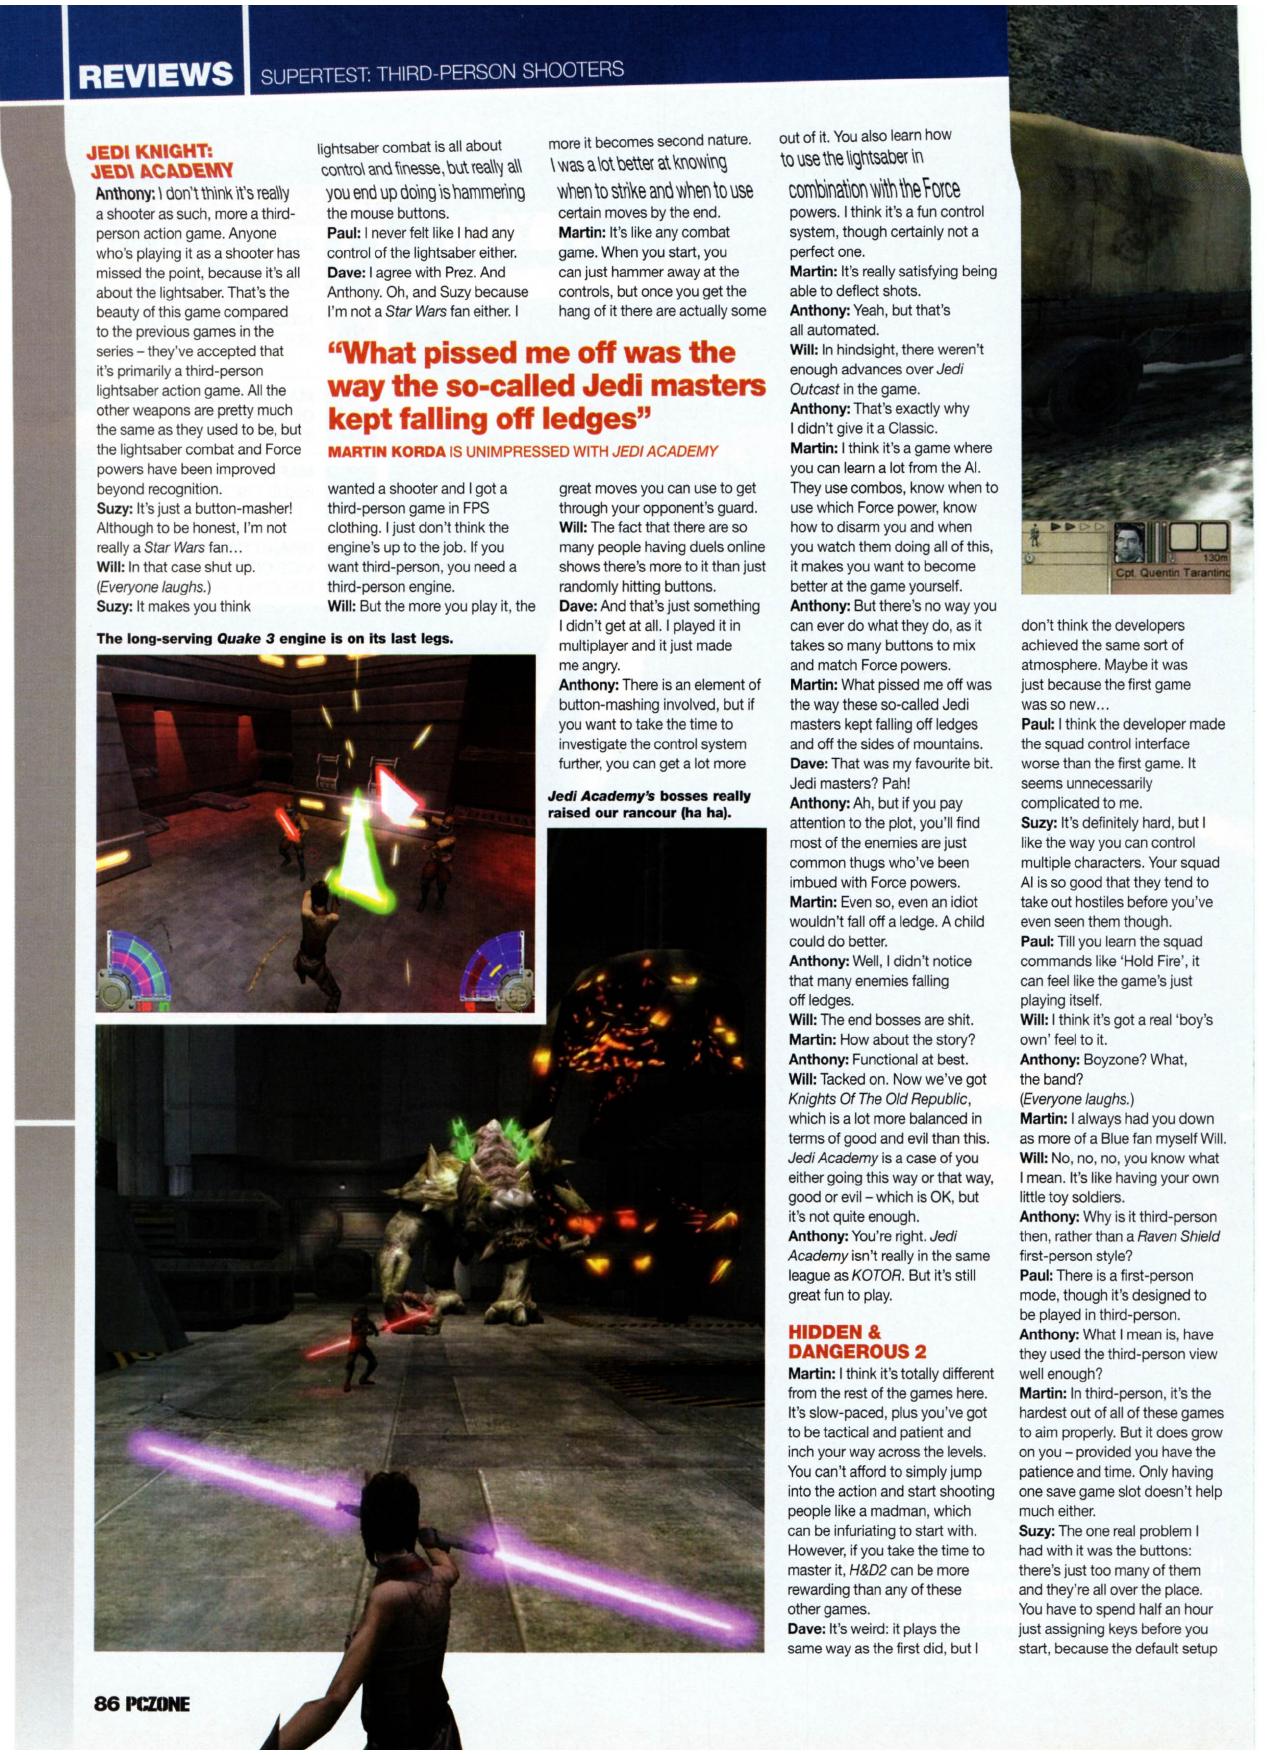 REVIEWS
SUPERTEST: THIRD-PERSON SHOOTERS
JEDI KNIGHT:
JEDI ACADEMY
Anthony: I don't think it's really
a shooter as such, more a third-
person action game. Anyone
who's playing it as a shooter has
missed the point, because it's all
about the lightsaber. That's the
beauty of this game compared
to the previous games in the
series – they've accepted that
it's primarily a third-person
lightsaber action game. All the
other weapons are pretty much
the same as they used to be, but
the lightsaber combat and Force
powers have been improved
beyond recognition.
Suzy: It's just a button-masher!
Although to be honest, I'm not
really a Star Wars fan...
Will: In that case shut up.
(Everyone laughs.)
Suzy: It makes you think
lightsaber combat is all about
control and finesse, but really all
you end up doing is hammering
the mouse buttons.
Paul: I never felt like I had any
control of the lightsaber either.
Dave: I agree with Prez. And
Anthony. Oh, and Suzy because
I'm not a Star Wars fan either. I
“What pissed me off was the
way the so-called Jedi masters
kept falling off ledges”
MARTIN KORDA IS UNIMPRESSED WITH JEDI ACADEMY
wanted a shooter and I got a
third-person game in FPS
clothing. I just don't think the
engine's up to the job. If you
want third-person, you need a
third-person engine.
Will: But the more you play it, the
more it becomes second nature.
I was a lot better at knowing
when to strike and when to use
certain moves by the end.
Martin: It's like any combat
game. When you start, you
can just hammer away at the
controls, but once you get the
hang of it there are actually some
great moves you can use to get
through your opponent's guard.
Will: The fact that there are so
many people having duels online
shows there's more to it than just
randomly hitting buttons.
Dave: And that's just something
I didn't get at all. I played it in
multiplayer and it just made
me angry.
Anthony: There is an element of
button-mashing involved, but if
you want to take the time to
investigate the control system
further, you can get a lot more
The long-serving Quake 3 engine is on its last legs.
Jedi Academy's bosses really
raised our rancour (ha ha).
out of it. You also learn how
to use the lightsaber in
combination with the Force
powers. I think it's a fun control
system, though certainly not a
perfect one.
Martin: It's really satisfying being
able to deflect shots.
Anthony: Yeah, but that's
all automated.
Will: In hindsight, there weren't
enough advances over Jedi
Outcast in the game.
Anthony: That's exactly why
I didn't give it a Classic.
Martin: I think it's a game where
you can learn a lot from the AI.
They use combos, know when to
use which Force power, know
how to disarm you and when
you watch them doing all of this,
it makes you want to become
better at the game yourself.
Anthony: But there's no way you
can ever do what they do, as it
takes so many buttons to mix
and match Force powers.
Martin: What pissed me off was
the way these so-called Jedi
masters kept falling off ledges
and off the sides of mountains.
Dave: That was my favourite bit.
Jedi masters? Pah!
Anthony: Ah, but if you pay
attention to the plot, you'll find
most of the enemies are just
common thugs who've been
imbued with Force powers.
Martin: Even so, even an idiot
wouldn't fall off a ledge. A child
could do better.
Anthony: Well, I didn't notice
that many enemies falling
off ledges.
Will: The end bosses are shit.
Martin: How about the story?
Anthony: Functional at best.
Will: Tacked on. Now we've got
Knights Of The Old Republic,
which is a lot more balanced in
terms of good and evil than this.
Jedi Academy is a case of you
either going this way or that way,
good or evil – which is OK, but
it's not quite enough.
Anthony: You're right. Jedi
Academy isn't really in the same
league as KOTOR. But it's still
great fun to play.
HIDDEN &
DANGEROUS 2
Martin: I think it's totally different
from the rest of the games here.
It's slow-paced, plus you've got
to be tactical and patient and
inch your way across the levels.
You can't afford to simply jump
into the action and start shooting
people like a madman, which
can be infuriating to start with.
However, if you take the time to
master it, H&D2 can be more
rewarding than any of these
other games.
Dave: It's weird: it plays the
same way as the first did, but I
130m
Cpt. Quentin Tarantino
don't think the developers
achieved the same sort of
atmosphere. Maybe it was
just because the first game
was so new...
Paul: I think the developer made
the squad control interface
worse than the first game. It
seems unnecessarily
complicated to me.
Suzy: It's definitely hard, but I
like the way you can control
multiple characters. Your squad
AI is so good that they tend to
take out hostiles before you've
even seen them though.
Paul: Till you learn the squad
commands like ‘Hold Fire’, it
can feel like the game's just
playing itself.
Will: I think it's got a real ‘boy's
own’ feel to it.
Anthony: Boyzone? What,
the band?
(Everyone laughs.)
Martin: I always had you down
as more of a Blue fan myself Will.
Will: No, no, no, you know what
I mean. It's like having your own
little toy soldiers.
Anthony: Why is it third-person
then, rather than a Raven Shield
first-person style?
Paul: There is a first-person
mode, though it's designed to
be played in third-person.
Anthony: What I mean is, have
they used the third-person view
well enough?
Martin: In third-person, it's the
hardest out of all of these games
to aim properly. But it does grow
on you – provided you have the
patience and time. Only having
one save game slot doesn't help
much either.
Suzy: The one real problem I
had with it was the buttons:
there's just too many of them
and they're all over the place.
You have to spend half an hour
just assigning keys before you
start, because the default setup
86 PCZONE